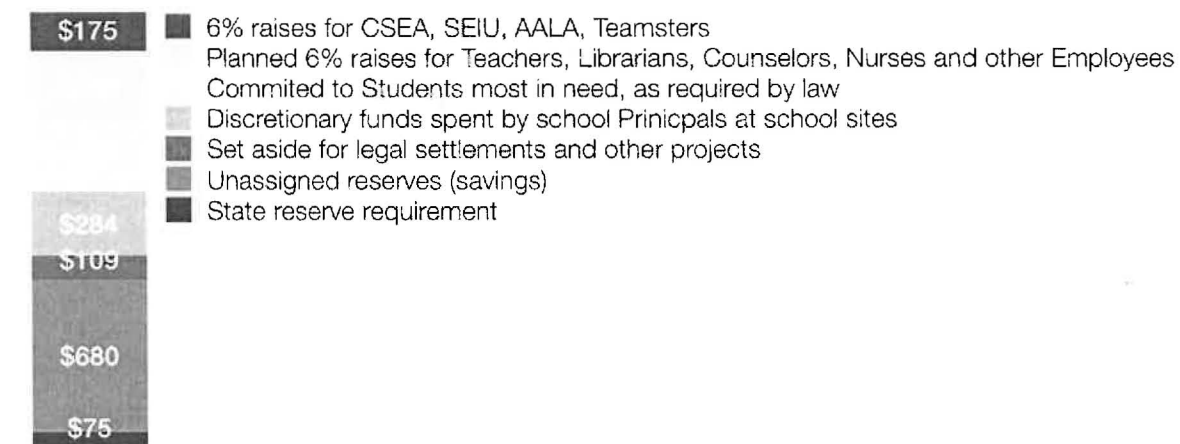 $175
6% raises for CSEA, SEIU, AALA, Teamsters
Planned 6% raises for Teachers, Librarians, Counselors, Nurses and other Employees
Commited to Students most in need, as required by law
Discretionary funds spent by school Prinicpals at school sites
Set aside for legal settlements and other projects
Unassigned reserves (savings)
State reserve requirement
$284
$109
$680
$75